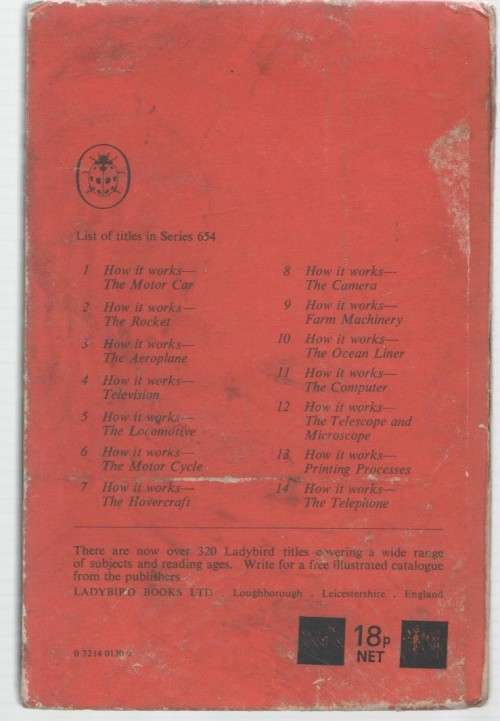 List of titles in Series 654
1 How it works—
The Motor Car
2 How it works—
The Rocket
3 How it works—
The Aeroplane
4 How it works—
Television
5 How it works—
The Locomotive
6 How it works—
The Motor Cycle
7 How it works—
The Hovercraft
8 How it works—
The Camera
9 How it works—
Farm Machinery
10 How it works—
The Ocean Liner
11 How it works—
The Computer
12 How it works—
The Telescope and
Microscope
13 How it works—
Printing Processes
14 How it works—
The Telephone
There are now over 320 Ladybird titles covering a wide range
of subjects and reading ages. Write for a free illustrated catalogue
from the publishers
LADYBIRD BOOKS LTD . Loughborough . Leicestershire . England
18p
NET